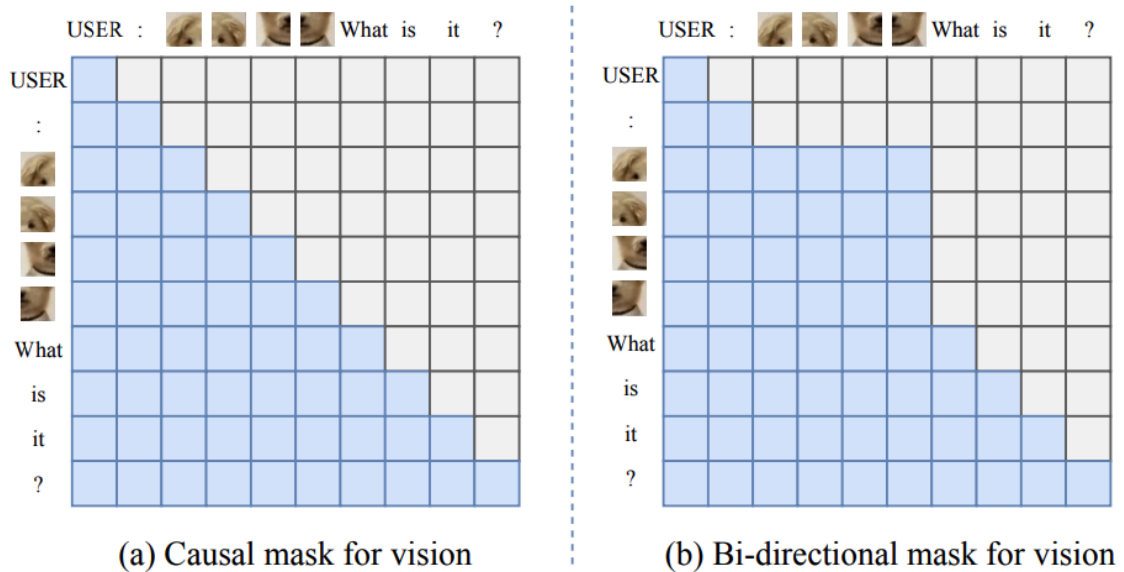 USER : What is it ?
USER
:
What
is
it
?
(a) Causal mask for vision
USER : What is it ?
USER
:
What
is
it
?
(b) Bi-directional mask for vision